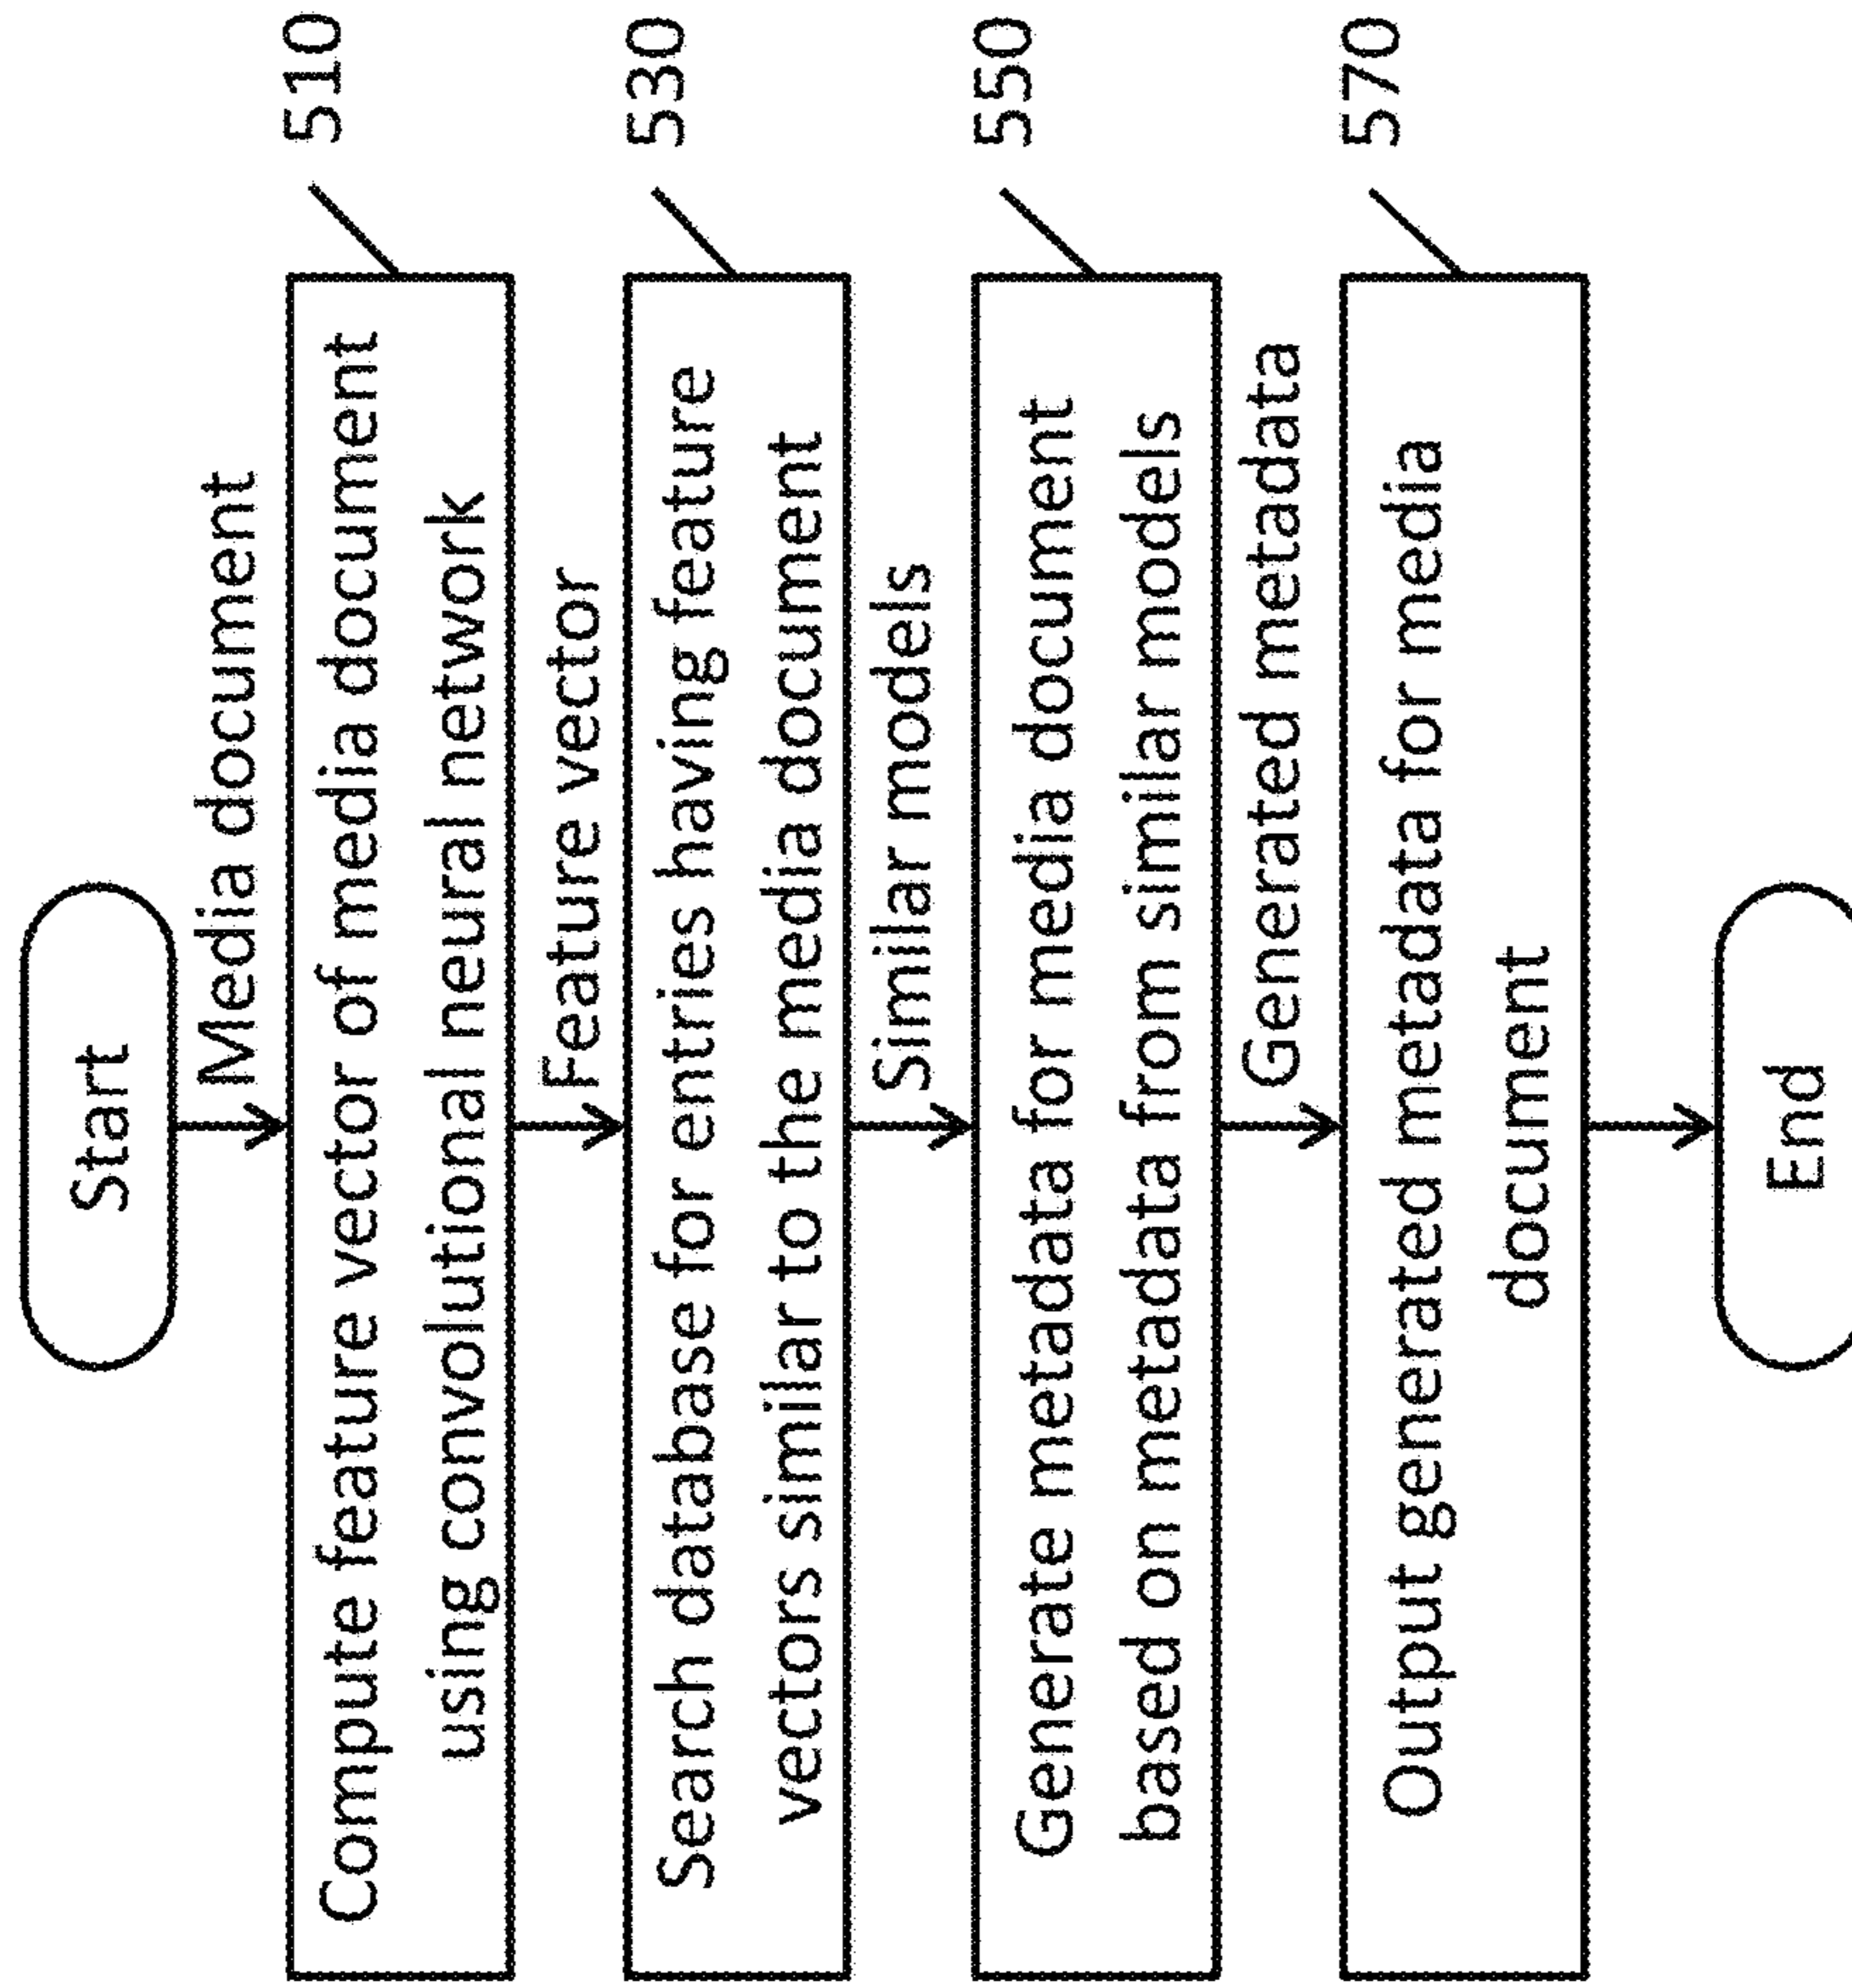 Start
Media document
510
Compute feature vector of media document
using convolutional neural network
Feature vector
530
Search database for entries having feature
vectors similar to the media document
Similar models
550
Generate metadata for media document
based on metadata from similar models
Generated metadata
570
Output generated metadata for media
document
End